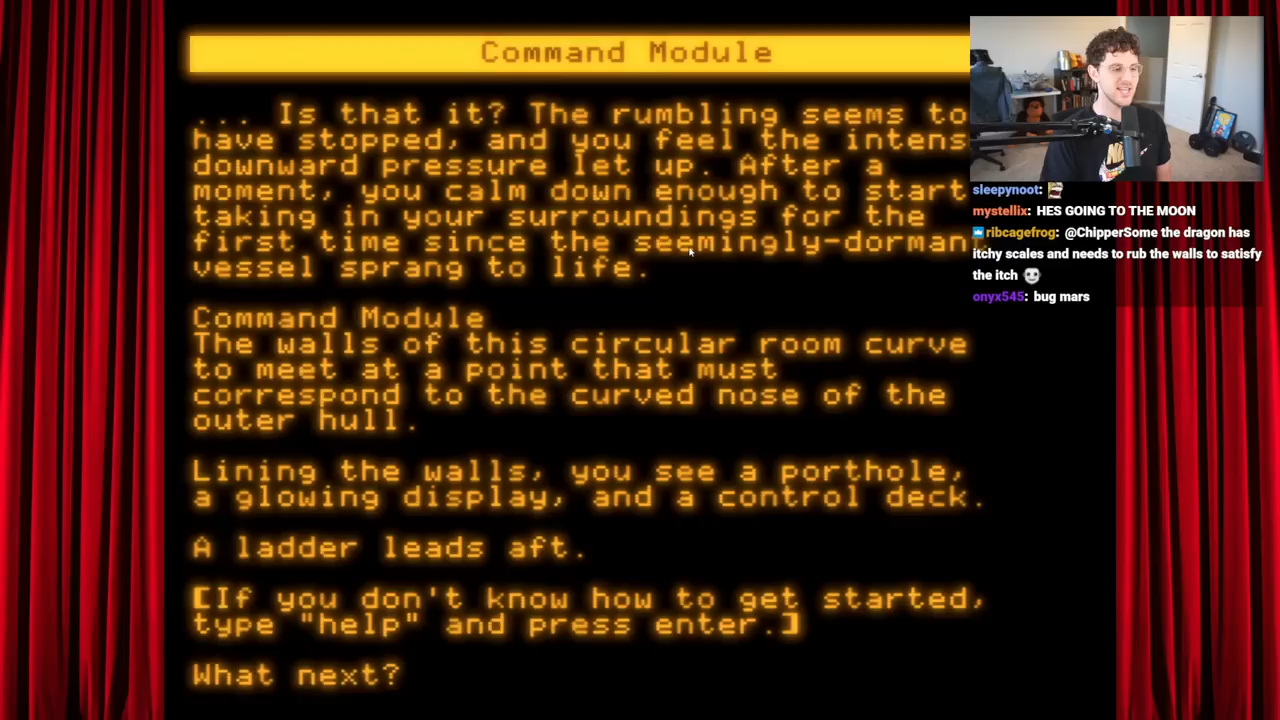 Command Module
... Is that it? The rumbling seems to
have stopped, and you feel the intens
downward pressure let up. After a
moment, you calm down enough to start
taking in your surroundings for the
first time since the seemingly-dorman
vessel sprang to life.
Command Module
The walls of this circular room curve
to meet at a point that must
correspond to the curved nose of the
outer hull.
Lining the walls, you see a porthole,
a glowing display, and a control deck.
A ladder leads aft.
[If you don't know how to get started,
type "help" and press enter.]
What next?
sleepynoot:
mystellix: HES GOING TO THE MOON
ribcagefrog: @ChipperSome the dragon has
itchy scales and needs to rub the walls to satisfy
the itch
onyx545: bug mars